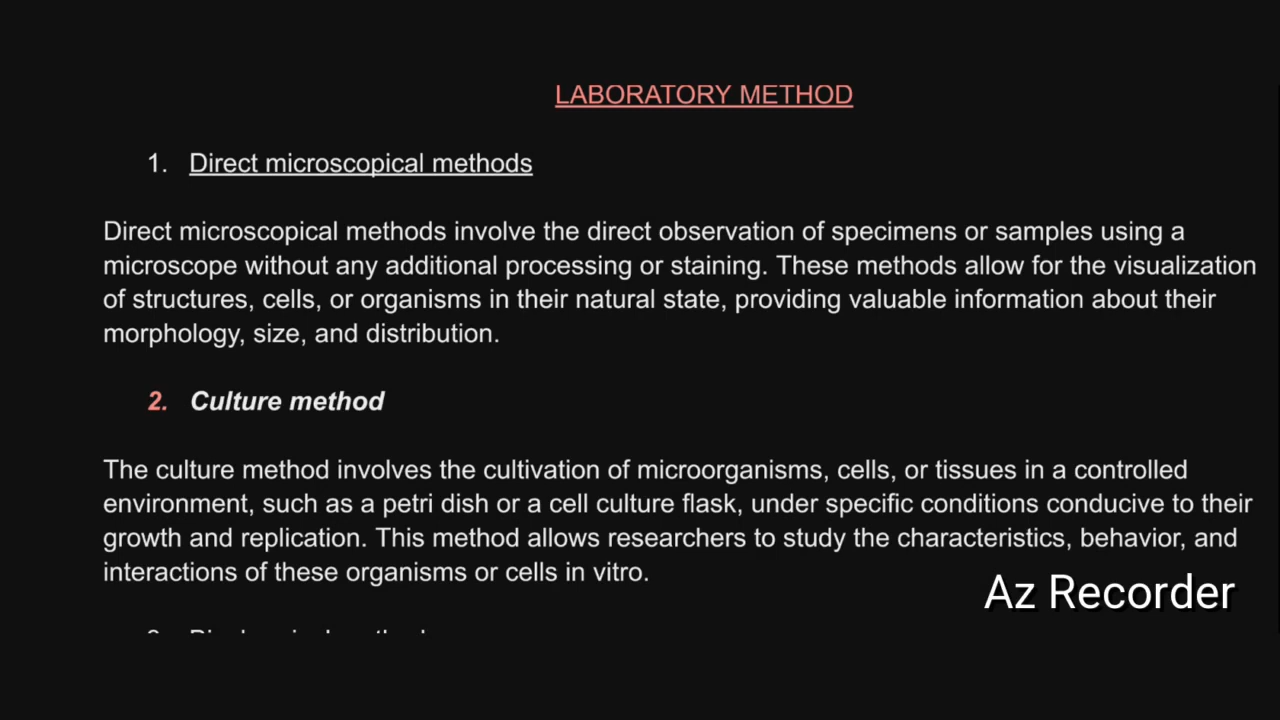 LABORATORY METHOD
1. Direct microscopical methods
Direct microscopical methods involve the direct observation of specimens or samples using a
microscope without any additional processing or staining. These methods allow for the visualization
of structures, cells, or organisms in their natural state, providing valuable information about their
morphology, size, and distribution.
2. Culture method
The culture method involves the cultivation of microorganisms, cells, or tissues in a controlled
environment, such as a petri dish or a cell culture flask, under specific conditions conducive to their
growth and replication. This method allows researchers to study the characteristics, behavior, and
interactions of these organisms or cells in vitro.
Az Recorder